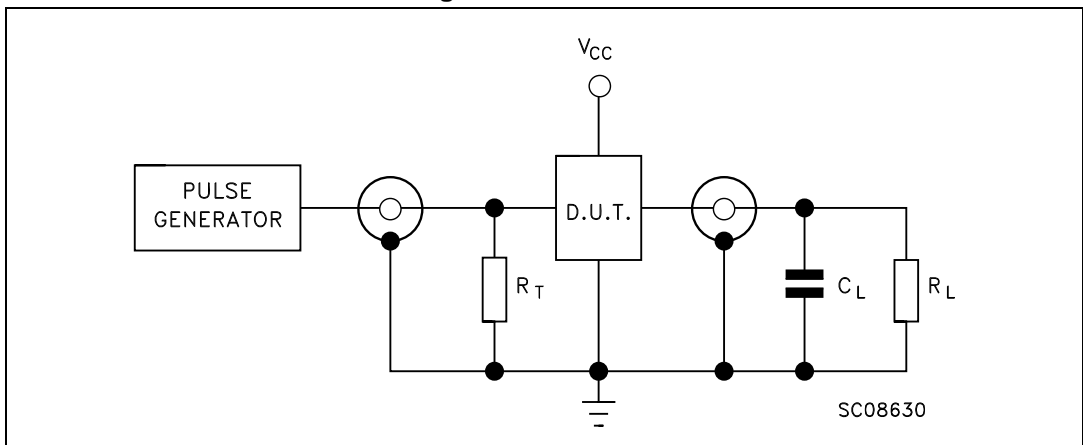 VCC
PULSE
GENERATOR
D.U.T.
RT
CL
RL
SC08630